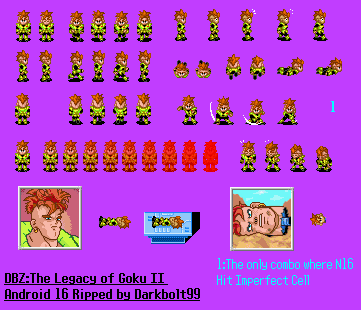 1
1:The only combo where N16
Hit Imperfect Cell
DBZ:The Legacy of Goku II
Android 16 Ripped by Darkbolt99